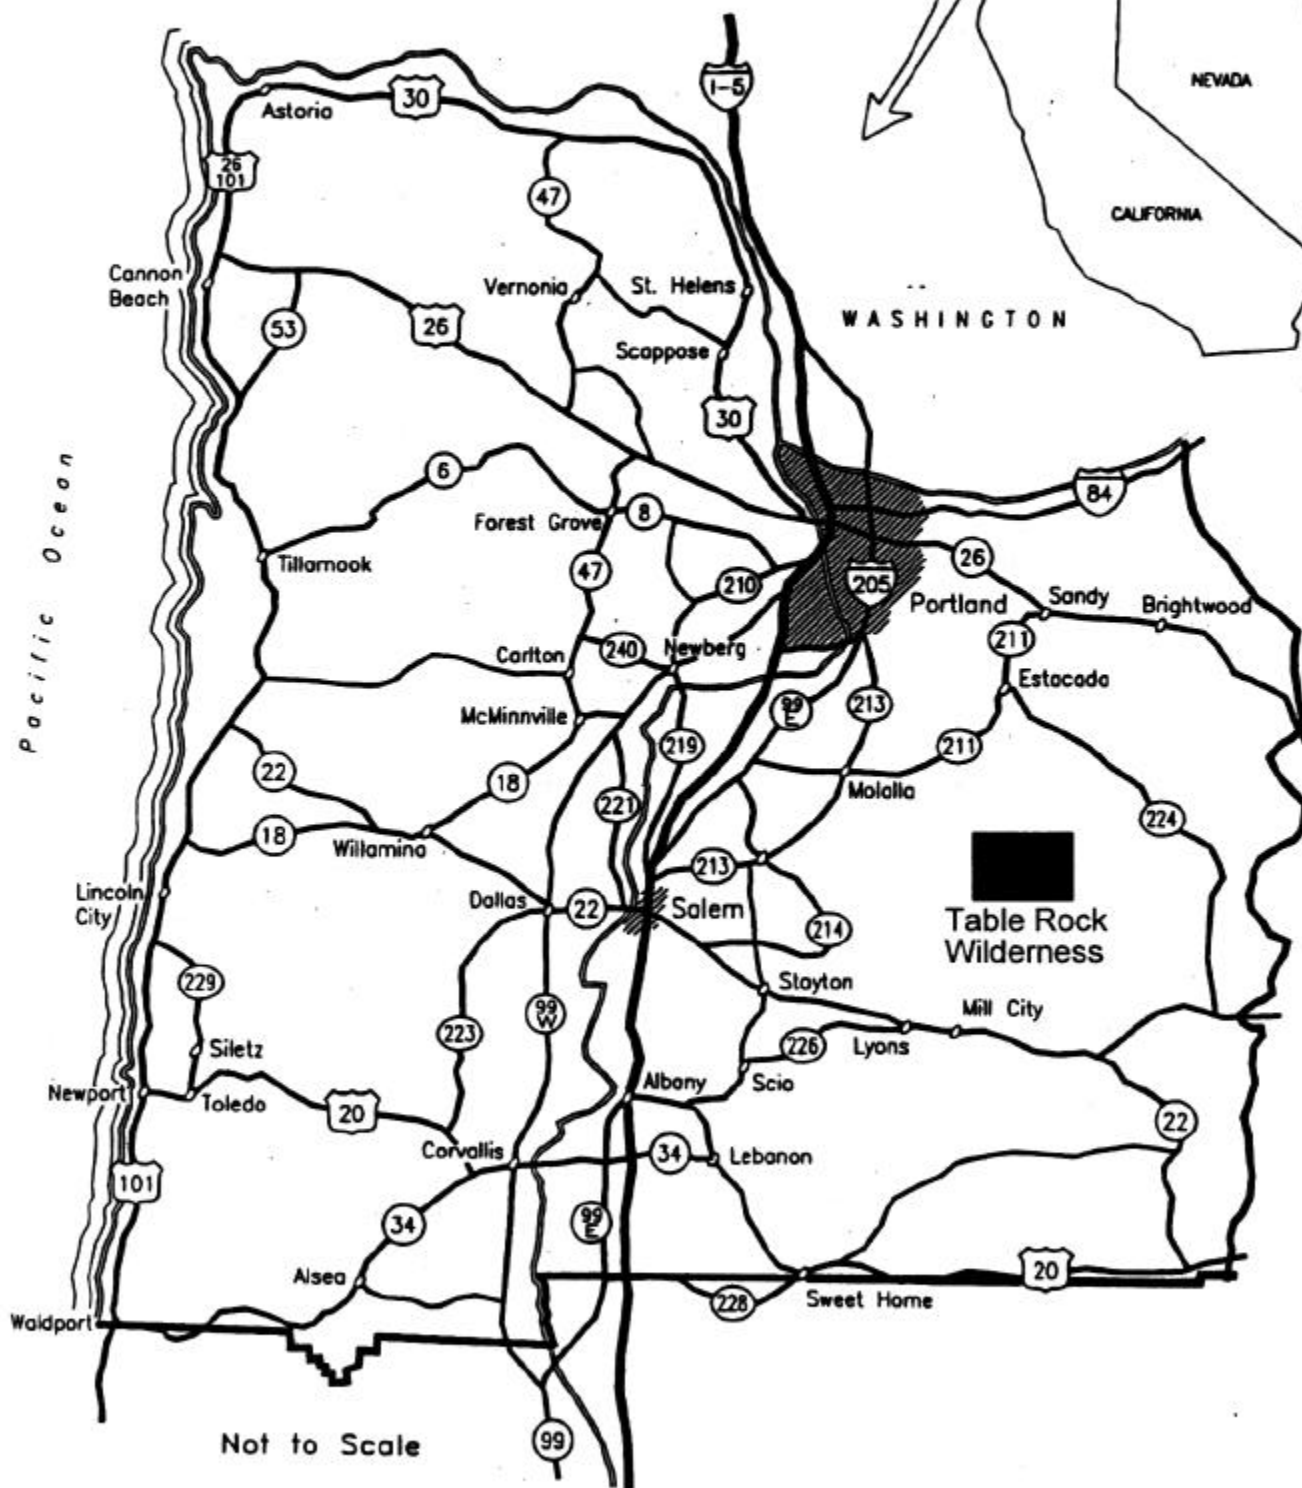 NEVADA
CALIFORNIA
I-5
Astoria
30
26
101
47
Cannon
Beach
Vernonia
St. Helens
WASHINGTON
53
26
Scappose
30
Pacific Ocean
6
84
Forest Grove
8
Tillamook
47
210
205
26
Portland
Sandy
Brightwood
211
Carlton
240
Newberg
Estacada
McMinnville
99
E
213
219
211
22
18
221
Molalla
224
18
Willamina
213
Lincoln
City
Dallas
22
Salem
214
Table Rock
Wilderness
229
Stayton
99
W
223
226
Lyons
Mill City
Siletz
Newport
Toledo
20
Albany
Scio
22
Corvallis
34
Lebanon
101
34
99
E
Alsea
20
228
Sweet Home
Waldport
Not to Scale
99